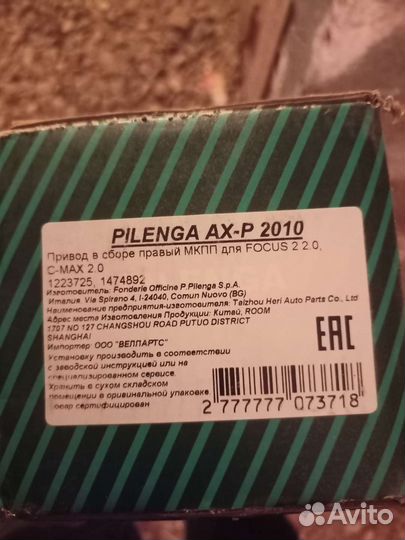 PILENGA AX-P 2010
Привод в сборе правый МКПП для FOCUS 2 2.0,
C-MAX 2.0
1223725, 1474892
Изготовитель: Fonderie Officine P.Pilenga S.p.A.
Италия, Via Spireno 4, I-24040, Comun Nuovo (BG)
Наименование предприятия-изготовителя: Taizhou Heri Auto Parts Co., Ltd
Адрес места Изготовления Продукции: Китай, ROOM
1707 NO 127 CHANGSHOU ROAD PUTUO DISTRICT
SHANGHAI
Импортер: ООО "ВЕЛЛАРТС"
Установку производить в соответствии
с заводской инструкцией или на
специализированном сервисе.
Хранить в сухом складском
помещении в оригинальной упаковке.
Товар сертифицирован
EAC
2 777777 073718
Avito